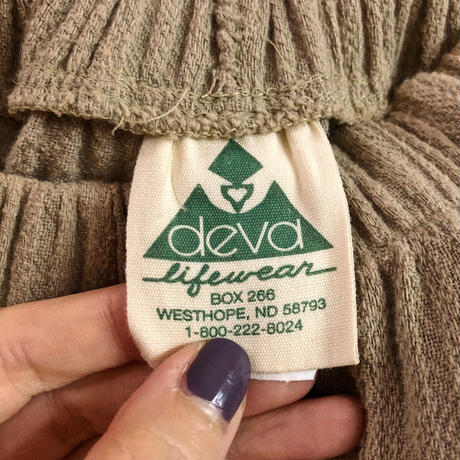 deva
lifewear
BOX 266
WESTHOPE, ND 58793
1-800-222-8024